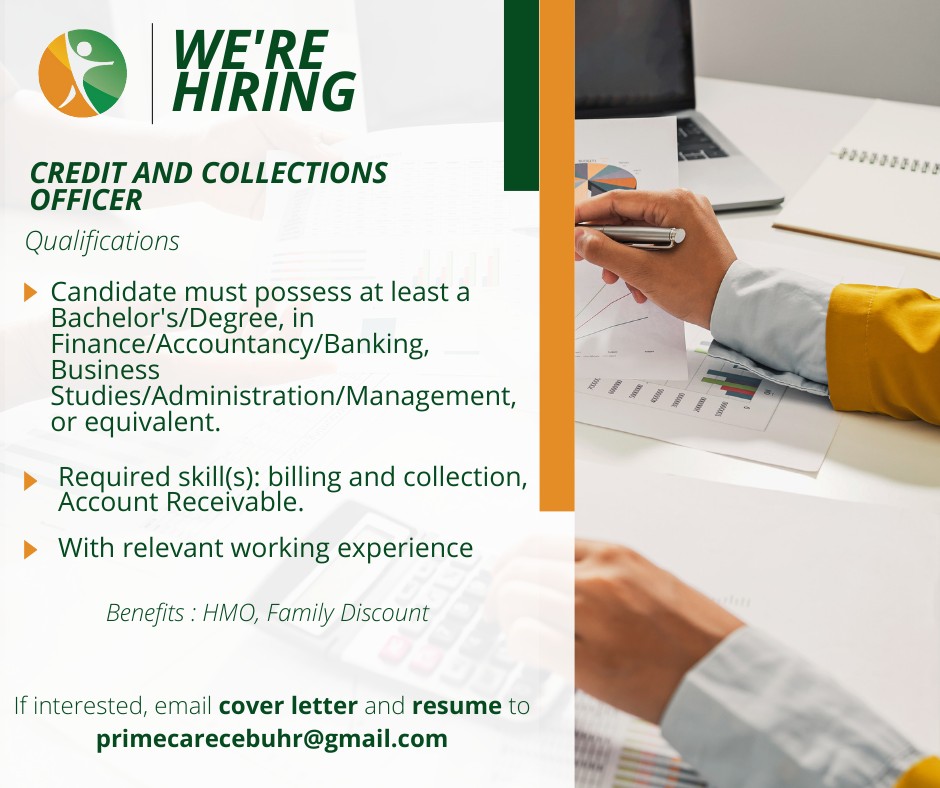 WE'RE
HIRING
CREDIT AND COLLECTIONS
OFFICER
Qualifications
Candidate must possess at least a
Bachelor's/Degree, in
Finance/Accountancy/Banking,
Business
Studies/Administration/Management,
or equivalent.
Required skill(s): billing and collection,
Account Receivable.
With relevant working experience
Benefits : HMO, Family Discount
If interested, email cover letter and resume to
primecarecebuhr@gmail.com